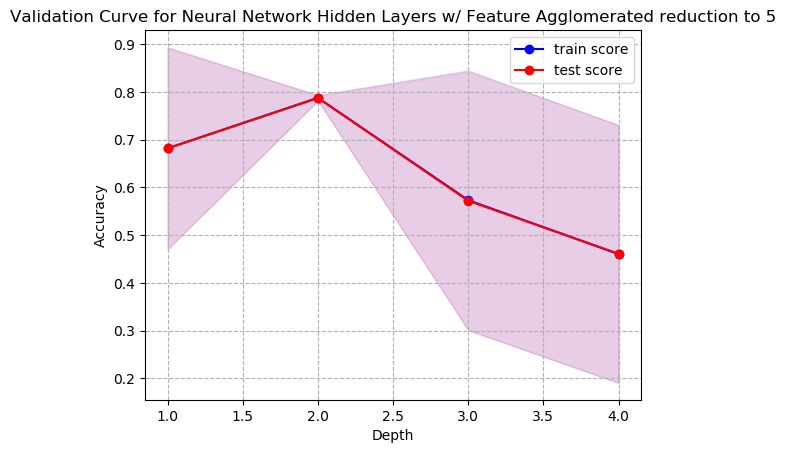 Validation Curve for Neural Network Hidden Layers w/ Feature Agglomerated reduction to 5
train score
test score
0.9
0.8
0.7
0.6
0.5
0.4
0.3
0.2
Accuracy
1.0 1.5 2.0 2.5 3.0 3.5 4.0
Depth